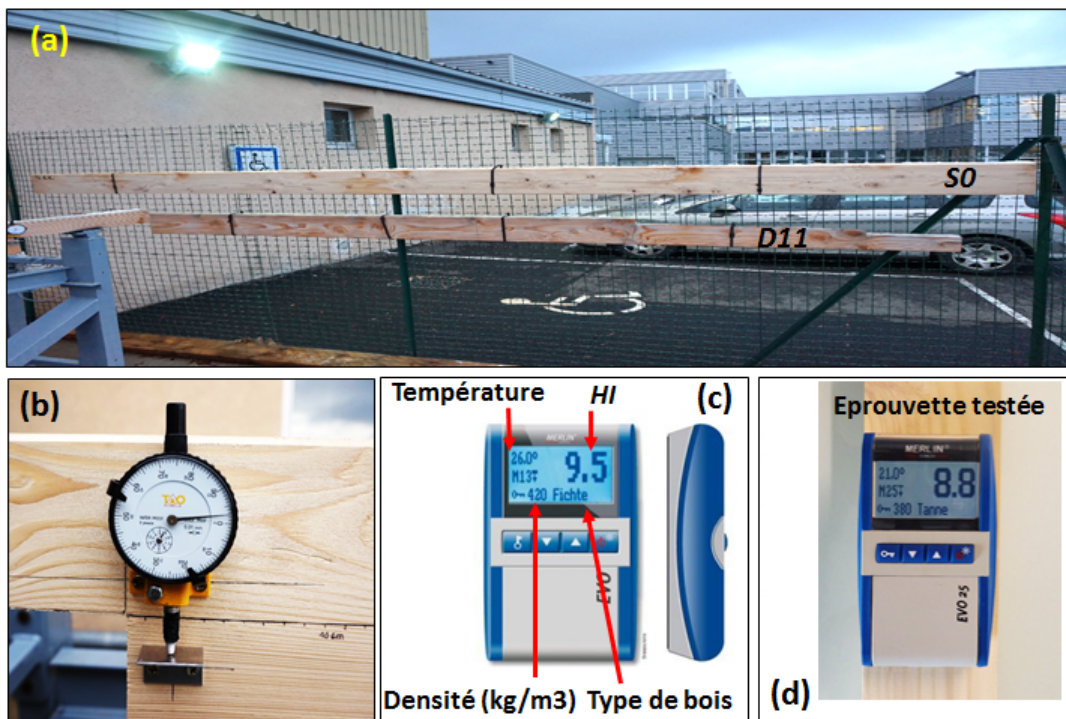 (a)
S0
D11
(b)
(c)
Température
HI
MERLIN
26.0°
9.5
M13
420 Fichte
EVO
Densité (kg/m3)
Type de bois
(d)
Eprouvette testée
MERLIN
21.0°
8.8
M25
380 Tanne
EVO 25